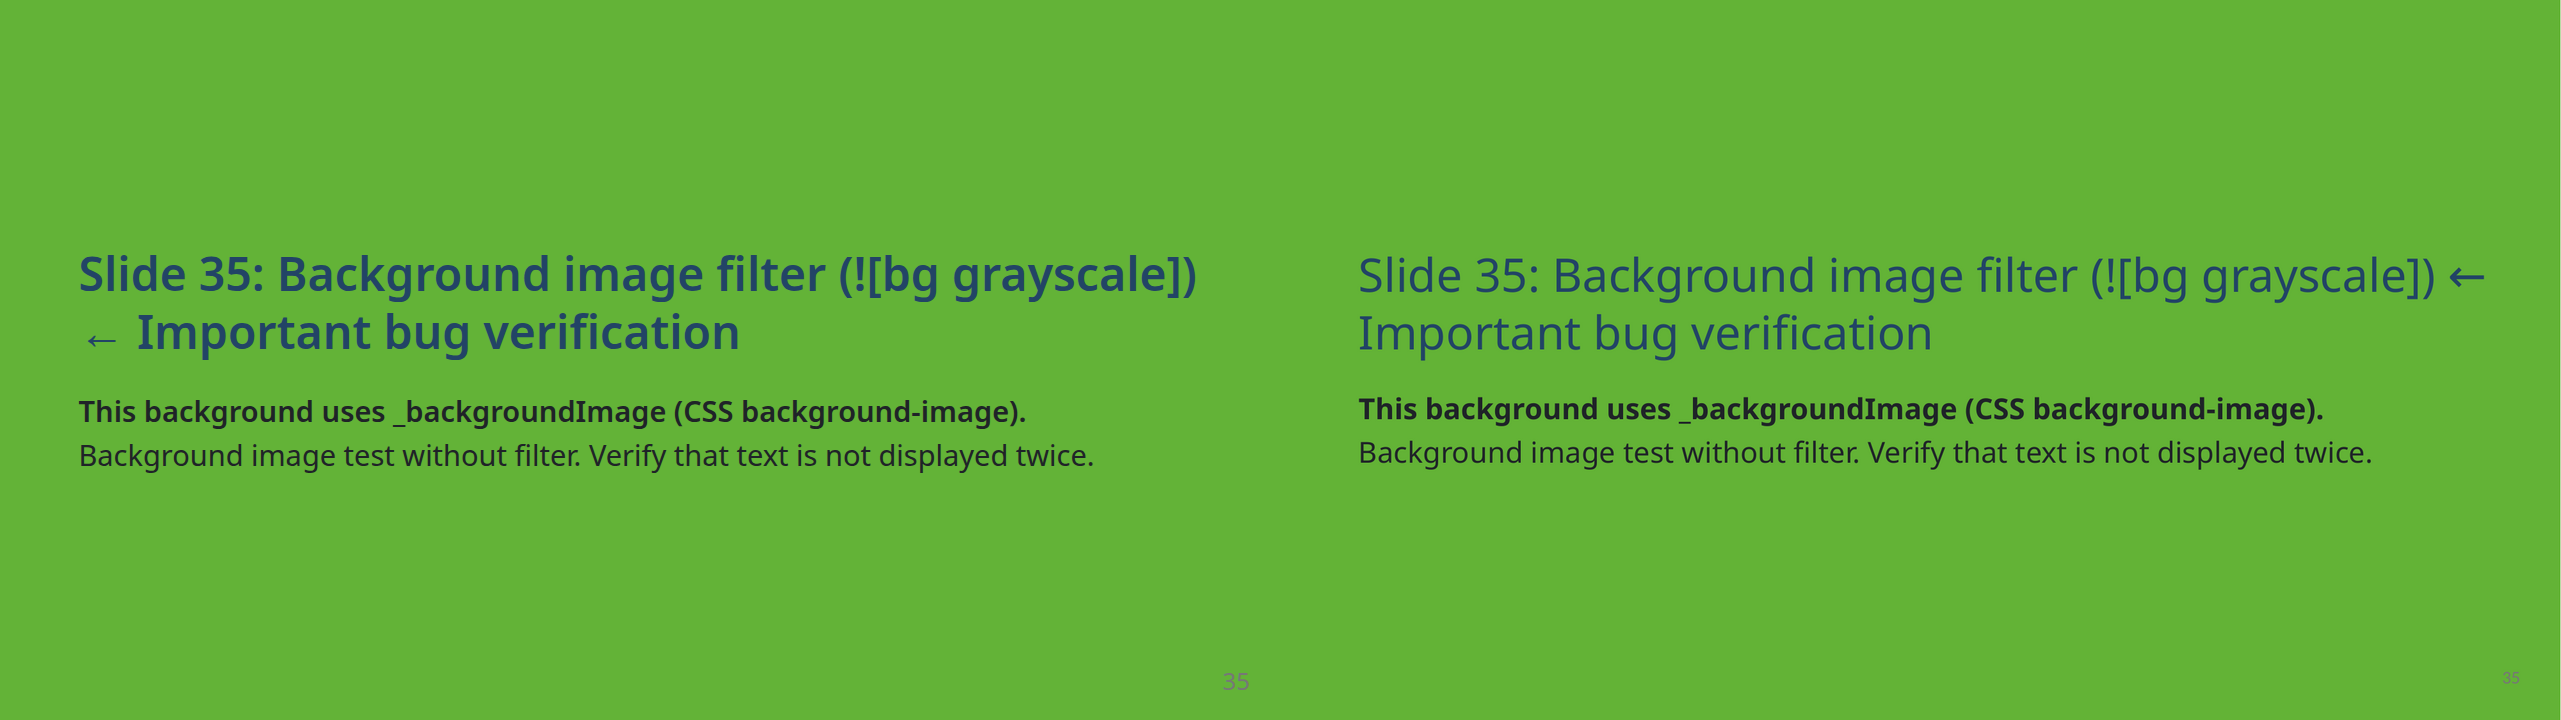 Slide 35: Background image filter (![bg grayscale])
← Important bug verification
This background uses _backgroundImage (CSS background-image).
Background image test without filter. Verify that text is not displayed twice.
35
Slide 35: Background image filter (![bg grayscale]) ←
Important bug verification
This background uses _backgroundImage (CSS background-image).
Background image test without filter. Verify that text is not displayed twice.
35